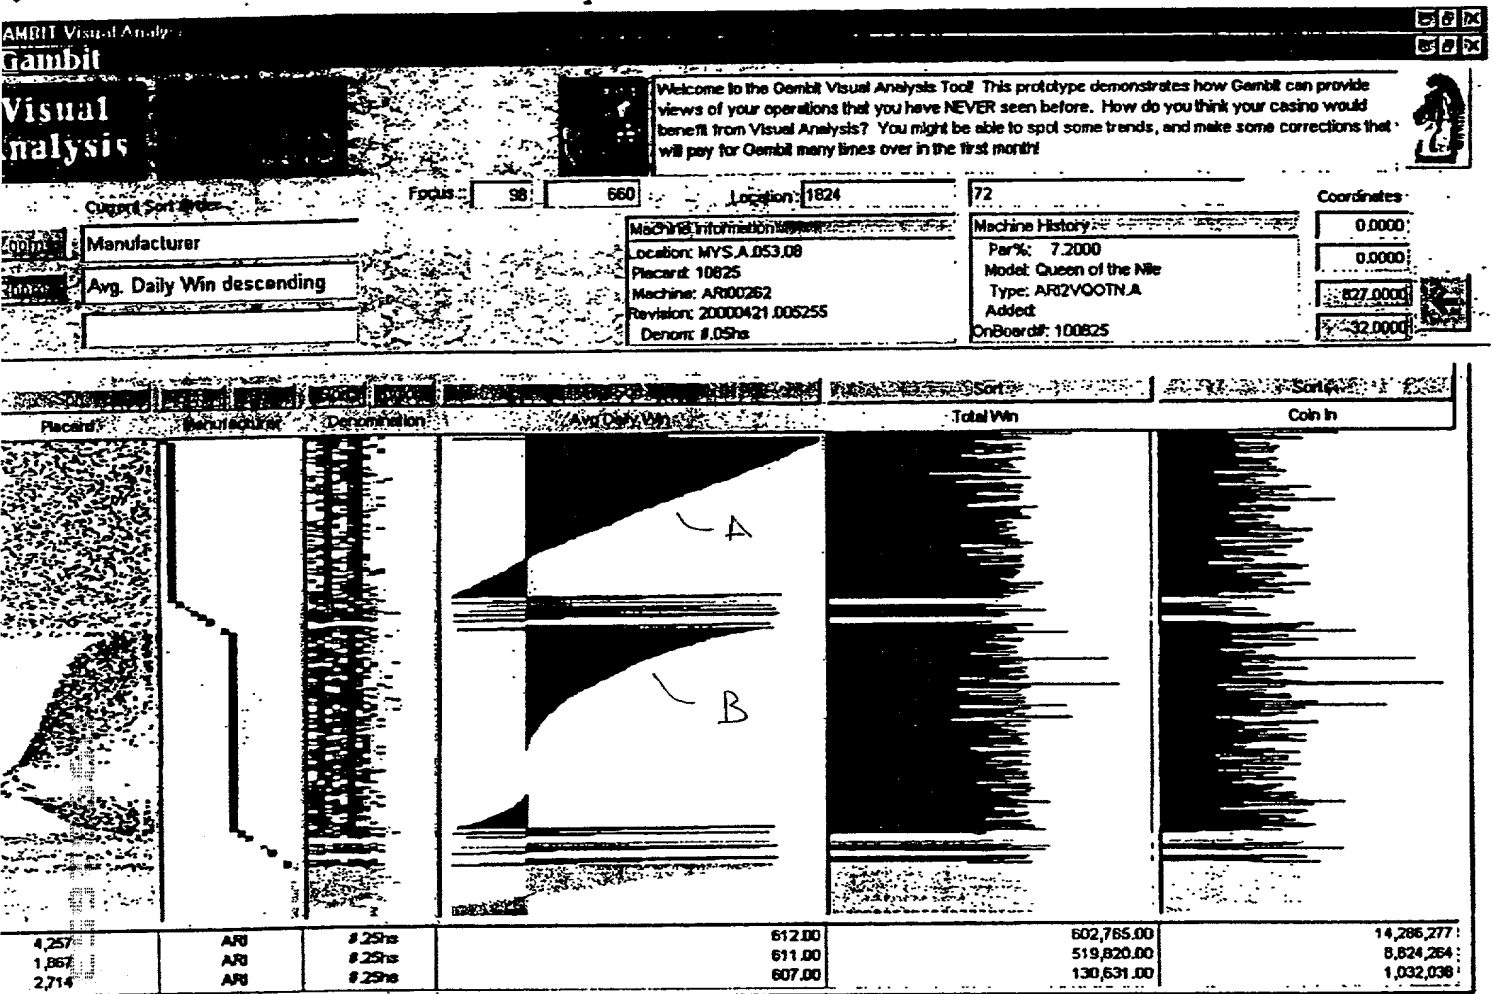 AMBIT Visual Analy
Gambit
Visual
nalysis
Welcome to the Gambit Visual Analysis Tool! This prototype demonstrates how Gambit can provide
views of your operations that you have NEVER seen before. How do you think your casino would
benefit from Visual Analysis? You might be able to spot some trends, and make some corrections that
will pay for Gambit many times over in the first month!
Focus: 98 660 Location: 1824 72
Coordinates
Current Sort Order
Manufacturer
Avg. Daily Win descending
Machine Information
Location: MYS.A.053.08
Placard: 10825
Machine: ARI00262
Revision: 20000421.005255
Denom: #.05hs
Machine History
Par%: 7.2000
Model: Queen of the Nile
Type: ARI2VQOTN.A
Added:
OnBoard#: 100825
0.0000
0.0000
827.0000
32.0000
Sort Sort
Placard Manufacturer Denomination Avg Daily Win Total Win Coin In
A
B
4,257 ARI #.25hs 612.00 602,765.00 14,286,277
1,867 ARI #.25hs 611.00 519,820.00 8,824,264
2,714 ARI #.25hs 607.00 130,631.00 1,032,038